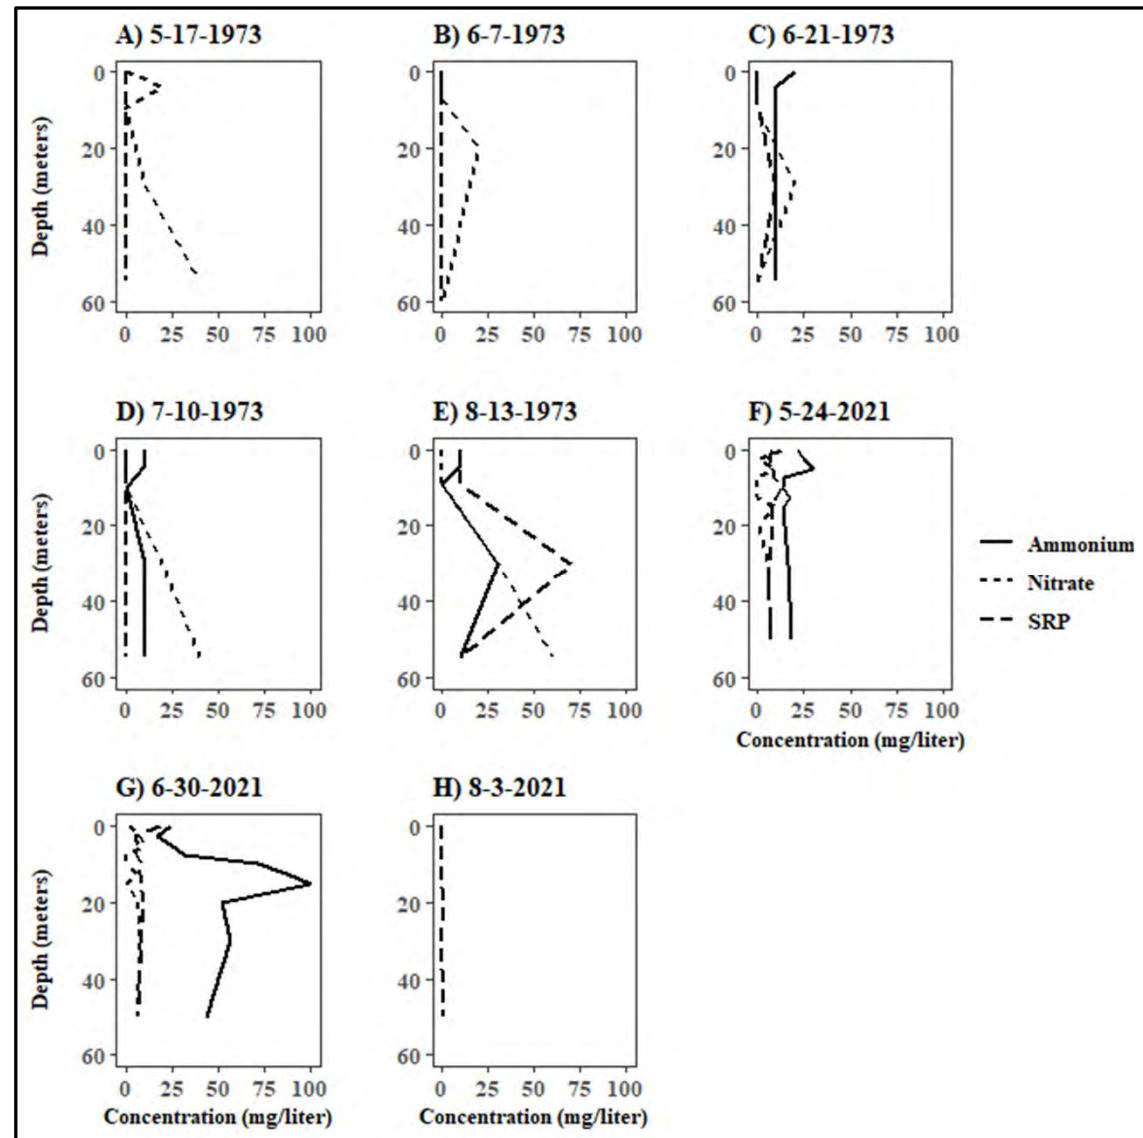 A) 5-17-1973
B) 6-7-1973
C) 6-21-1973
Depth (meters)
0
20
40
60
0 25 50 75 100
0
20
40
60
0 25 50 75 100
0
20
40
60
0 25 50 75 100
D) 7-10-1973
E) 8-13-1973
F) 5-24-2021
Depth (meters)
0
20
40
60
0 25 50 75 100
0
20
40
60
0 25 50 75 100
0
20
40
60
0 25 50 75 100
Concentration (mg/liter)
Ammonium
Nitrate
SRP
G) 6-30-2021
H) 8-3-2021
Depth (meters)
0
20
40
60
0 25 50 75 100
Concentration (mg/liter)
0
20
40
60
0 25 50 75 100
Concentration (mg/liter)